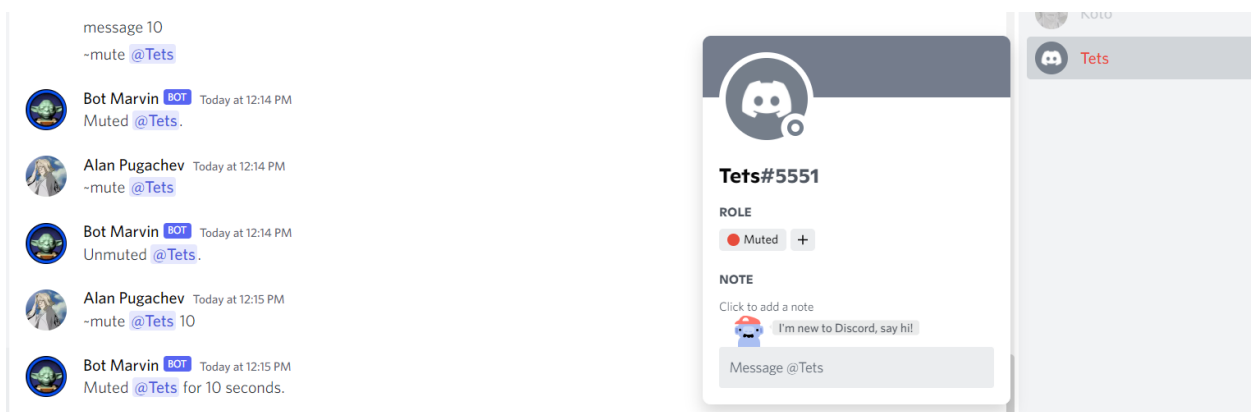 message 10
~mute @Tets
Bot Marvin BOT Today at 12:14 PM
Muted @Tets.
Alan Pugachev Today at 12:14 PM
~mute @Tets
Bot Marvin BOT Today at 12:14 PM
Unmuted @Tets.
Alan Pugachev Today at 12:15 PM
~mute @Tets 10
Bot Marvin BOT Today at 12:15 PM
Muted @Tets for 10 seconds.
Tets#5551
ROLE
Muted +
NOTE
Click to add a note
I'm new to Discord, say hi!
Message @Tets
Koto
Tets